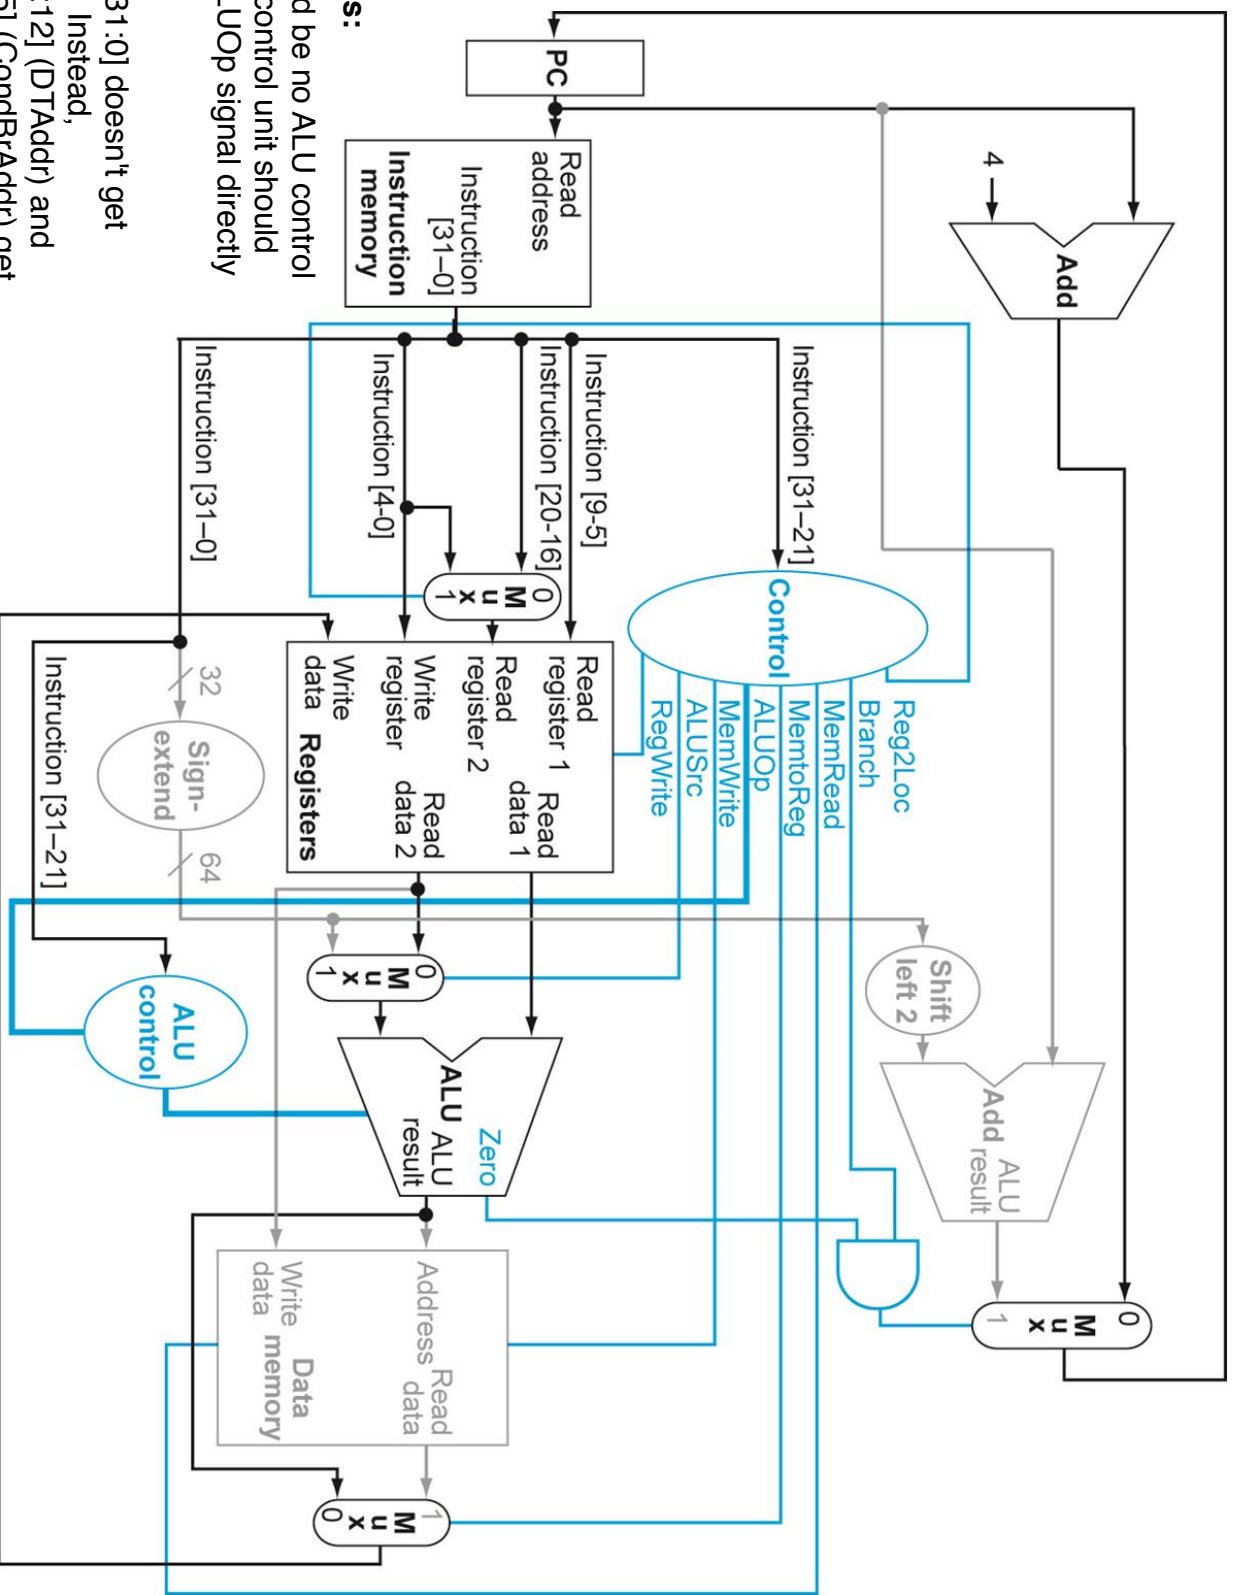 Add
4
0
M
u
x
1
Add
ALU
result
Shift
left 2
Reg2Loc
Branch
MemRead
MemtoReg
ALUOp
MemWrite
ALUSrc
RegWrite
Instruction [31–21]
Control
PC
Read
address
Instruction
[31–0]
Instruction
memory
Instruction [9-5]
Instruction [20-16]
Instruction [4-0]
0
M
u
x
1
Read
register 1
Read
register 2
Write
register
Write
data
Read
data 1
Read
data 2
Registers
0
M
u
x
1
Zero
ALU
ALU
result
Address
Read
data
Write
data
Data
memory
1
M
u
x
0
Instruction [31–0]
32
Sign-
extend
64
ALU
control
Instruction [31–21]
s:
d be no ALU control
control unit should
LUOp signal directly
31:0] doesn't get
Instead,
:12] (DTAddr) and
5] (CondBrAddr) get